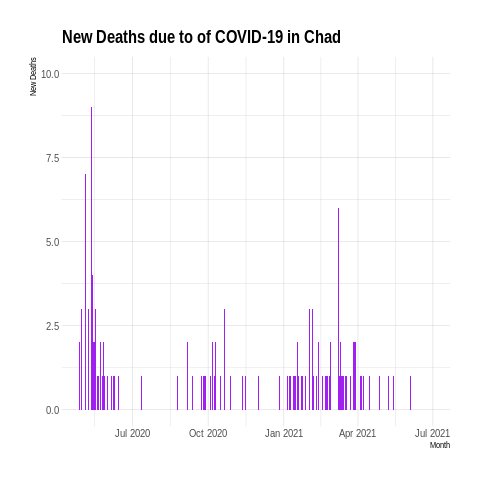 New Deaths due to of COVID-19 in Chad
New Deaths
10.0
7.5
5.0
2.5
0.0
Jul 2020 Oct 2020 Jan 2021 Apr 2021 Jul 2021
Month